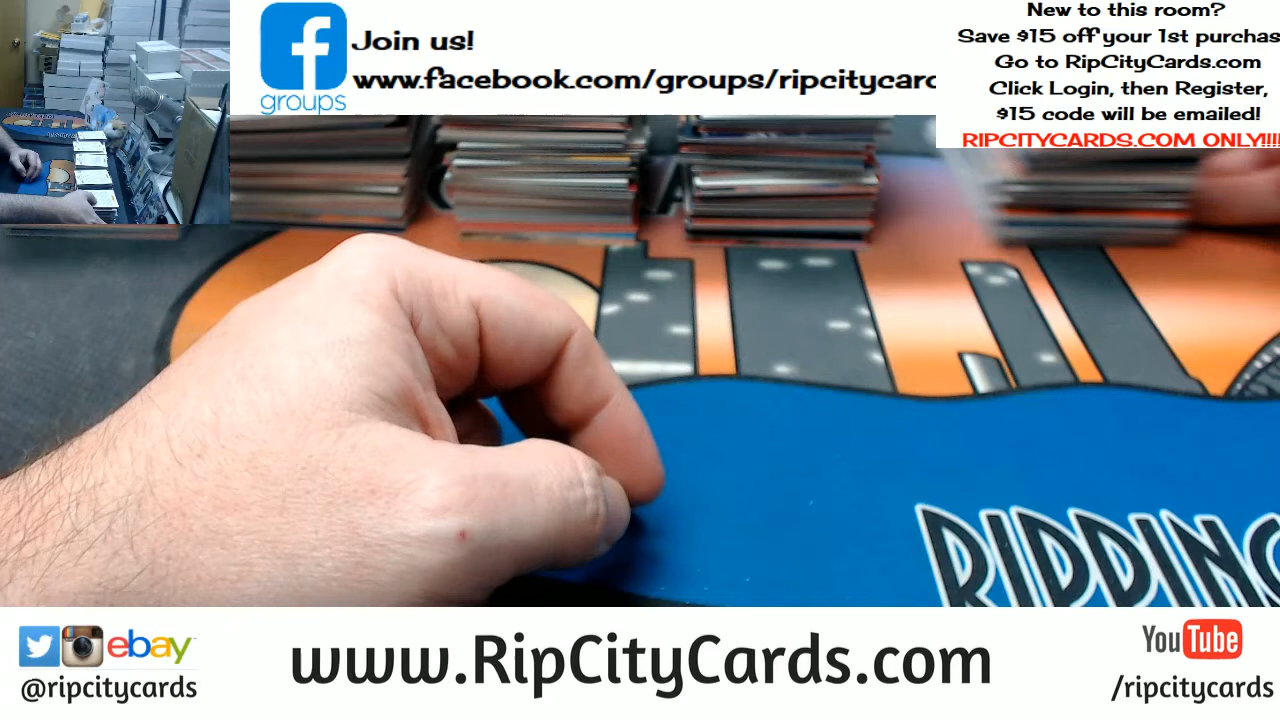 Join us!
www.facebook.com/groups/ripcitycarc
groups
New to this room?
Save $15 off your 1st purchas
Go to RipCityCards.com
Click Login, then Register,
$15 code will be emailed!
RIPCITYCARDS.COM ONLY!!!!
RIPPING
ebay
@ripcitycards
www.RipCityCards.com
YouTube
/ripcitycards